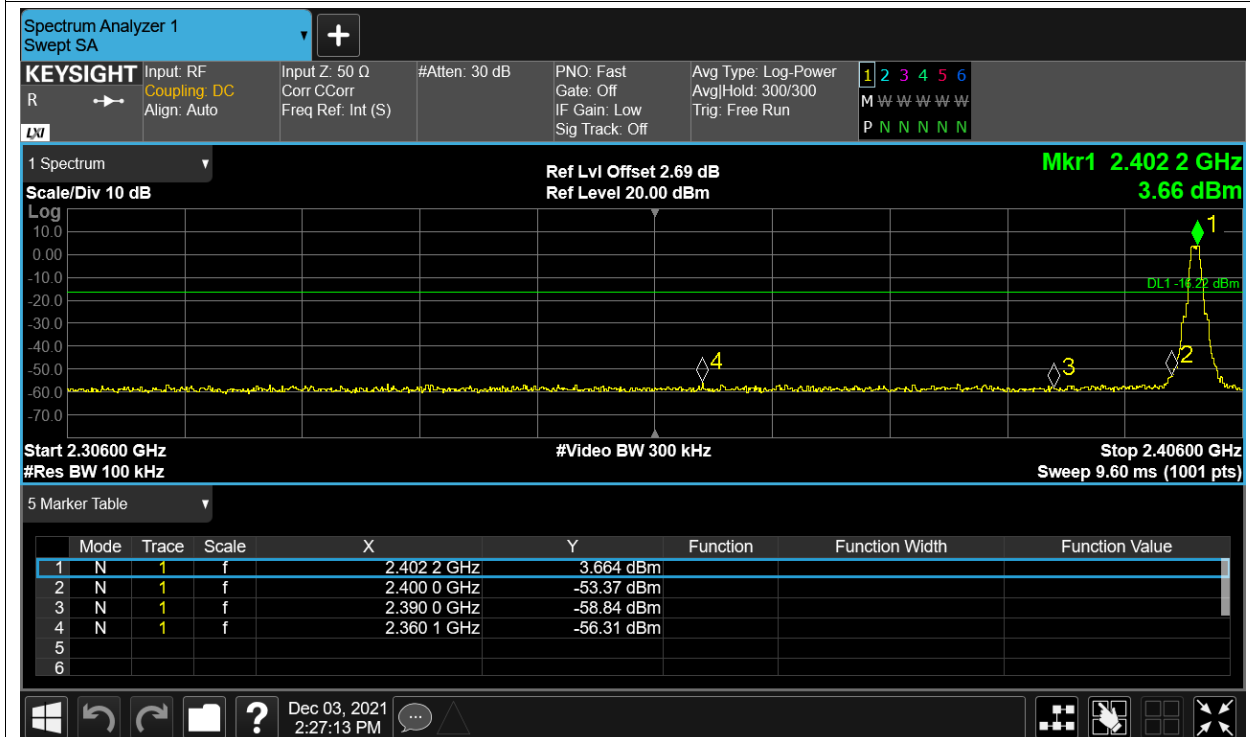 Spectrum Analyzer 1
Swept SA
+
KEYSIGHT Input: RF Input Z: 50 Ω #Atten: 30 dB PNO: Fast Avg Type: Log-Power 1 2 3 4 5 6
R Coupling: DC Corr CCorr Gate: Off Avg|Hold: 300/300 M W W W W W
Align: Auto Freq Ref: Int (S) IF Gain: Low Trig: Free Run
LXI Sig Track: Off P N N N N N
1 Spectrum Ref Lvl Offset 2.69 dB Mkr1 2.402 2 GHz
Scale/Div 10 dB Ref Level 20.00 dBm 3.66 dBm
Log
1
10.0
0.00
-10.0
DL1 -16.22 dBm
-20.0
-30.0
-40.0
4 3 2
-50.0
-60.0
-70.0
Start 2.30600 GHz #Video BW 300 kHz Stop 2.40600 GHz
#Res BW 100 kHz Sweep 9.60 ms (1001 pts)
5 Marker Table
Mode Trace Scale X Y Function Function Width Function Value
1 N 1 f 2.402 2 GHz 3.664 dBm
2 N 1 f 2.400 0 GHz -53.37 dBm
3 N 1 f 2.390 0 GHz -58.84 dBm
4 N 1 f 2.360 1 GHz -56.31 dBm
5
6
? Dec 03, 2021
2:27:13 PM